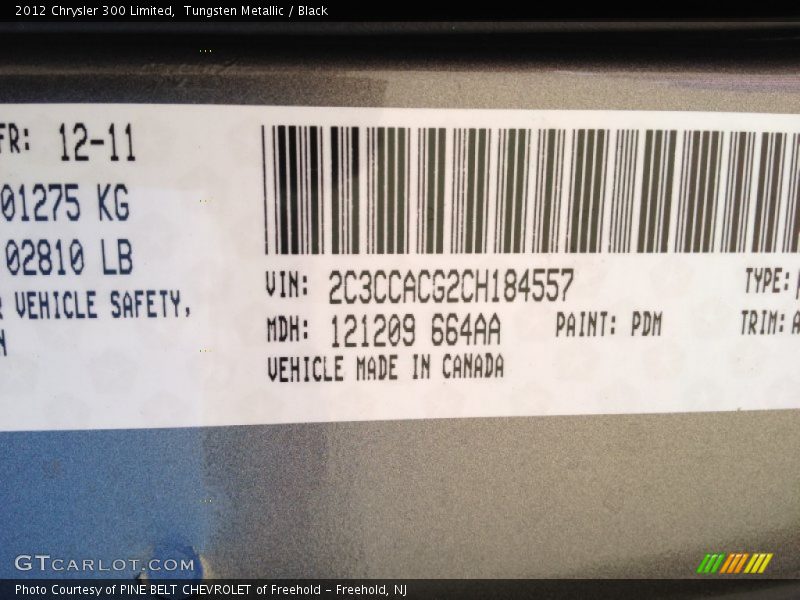 2012 Chrysler 300 Limited,  Tungsten Metallic / Black
FR: 12-11
01275 KG
02810 LB
VEHICLE SAFETY,
VIN: 2C3CCACG2CH184557
TYPE:
MDH: 121209 664AA
PAINT: PDM
TRIM:
VEHICLE MADE IN CANADA
GTCARLOT.COM
Photo Courtesy of PINE BELT CHEVROLET of Freehold - Freehold, NJ